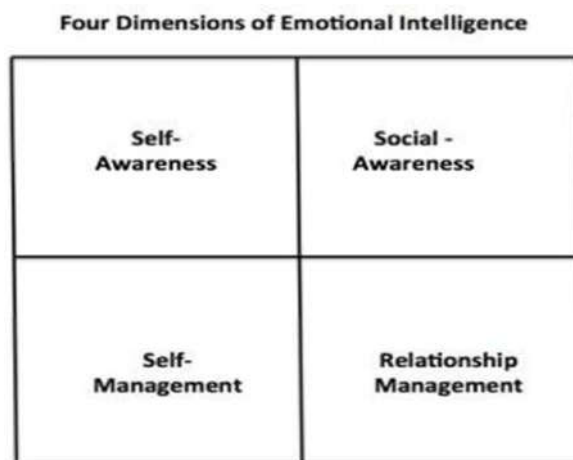 Four Dimensions of Emotional Intelligence
Self-
Awareness
Social -
Awareness
Self-
Management
Relationship
Management